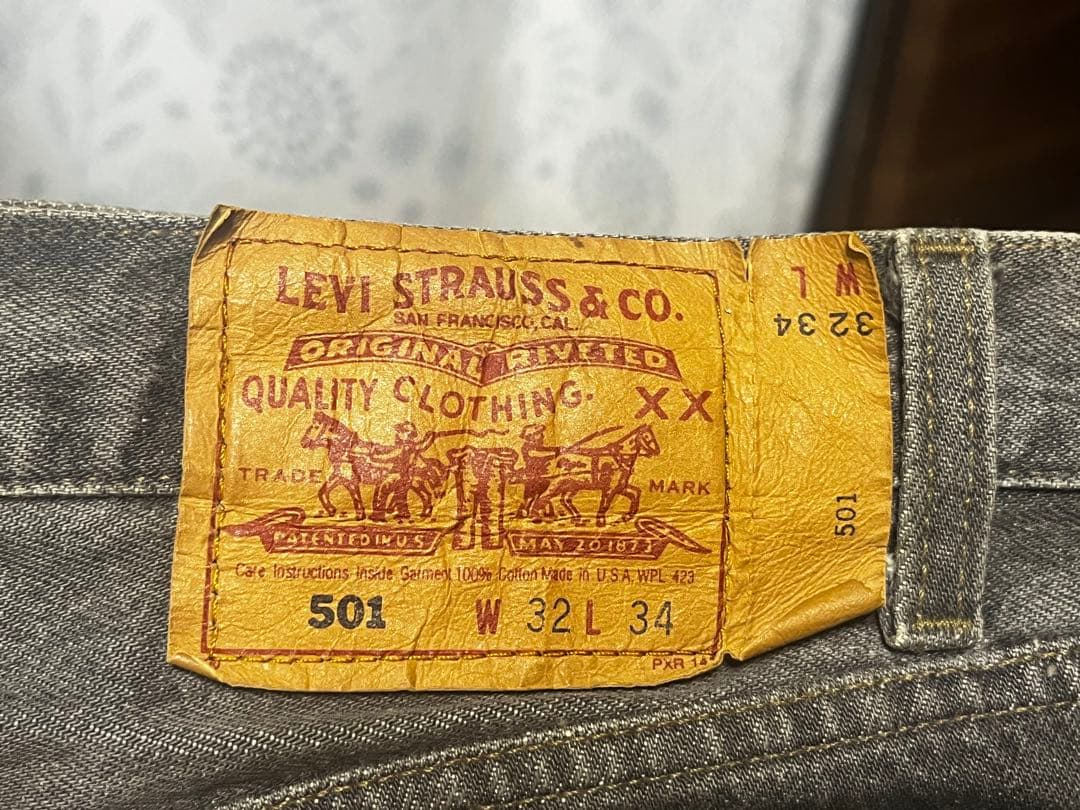 LEVI STRAUSS & CO.
SAN FRANCISCO, CAL.
ORIGINAL RIVETED
QUALITY CLOTHING.
XX
TRADE MARK
PATENTED IN U.S. MAY 20 1873
Care Instructions Inside Garment 100% Cotton Made in U.S.A. WPL 423
501 W 32 L 34
PxR 14
W L
32 34
501